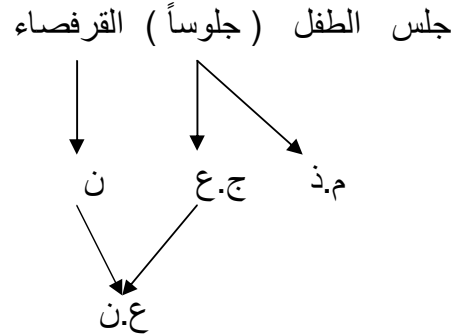 جلس الطفل ( جلوساً ) القرفصاء
م.ذ ج.ع ن
ع.ن